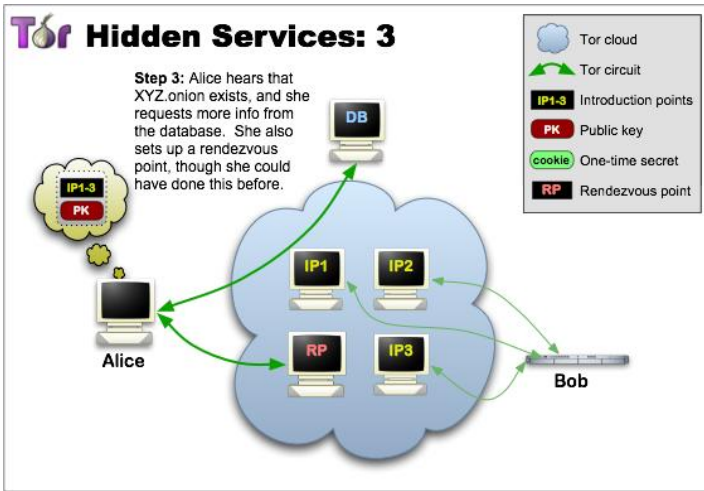 Tor Hidden Services: 3
Step 3: Alice hears that
XYZ.onion exists, and she
requests more info from
the database. She also
sets up a rendezvous
point, though she could
have done this before.
DB
IP1-3
PK
Alice
IP1
IP2
RP
IP3
Bob
Tor cloud
Tor circuit
IP1-3 Introduction points
PK Public key
cookie One-time secret
RP Rendezvous point